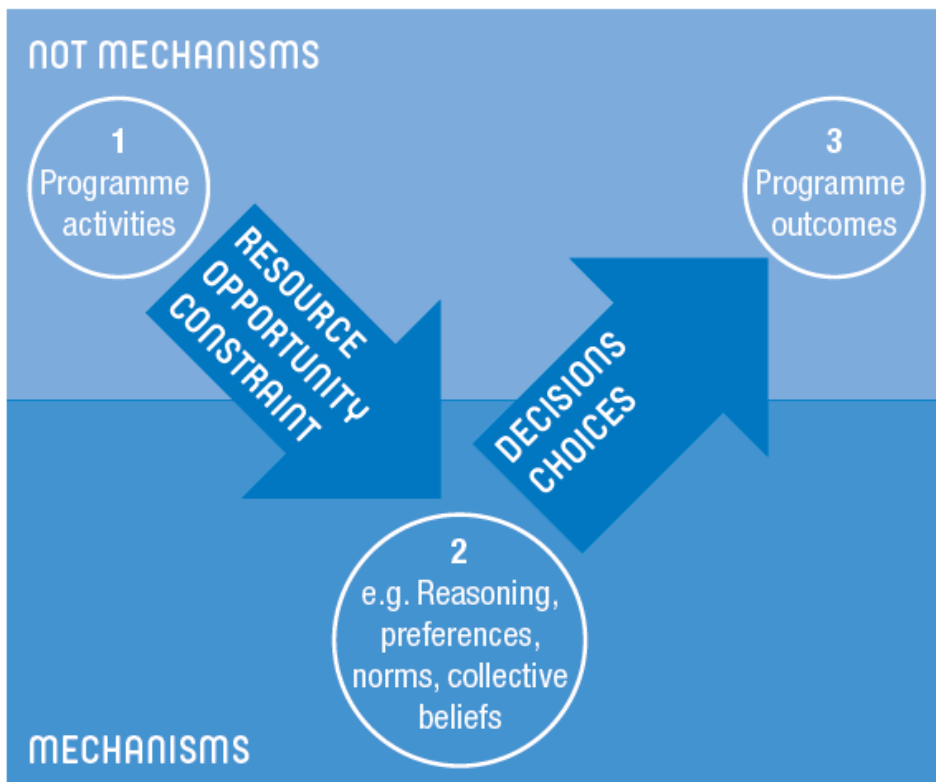 NOT MECHANISMS
1
Programme
activities
RESOURCE
OPPORTUNITY
CONSTRAINT
DECISIONS
CHOICES
3
Programme
outcomes
2
e.g. Reasoning,
preferences,
norms, collective
beliefs
MECHANISMS